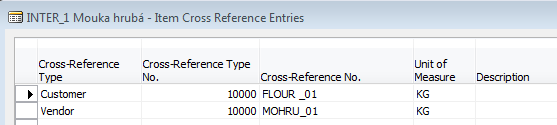 INTER_1 Mouka hrubá - Item Cross Reference Entries
Cross-Reference Type Cross-Reference Type No. Cross-Reference No. Unit of Measure Description
Customer 10000 FLOUR _01 KG
Vendor 10000 MOHRU_01 KG